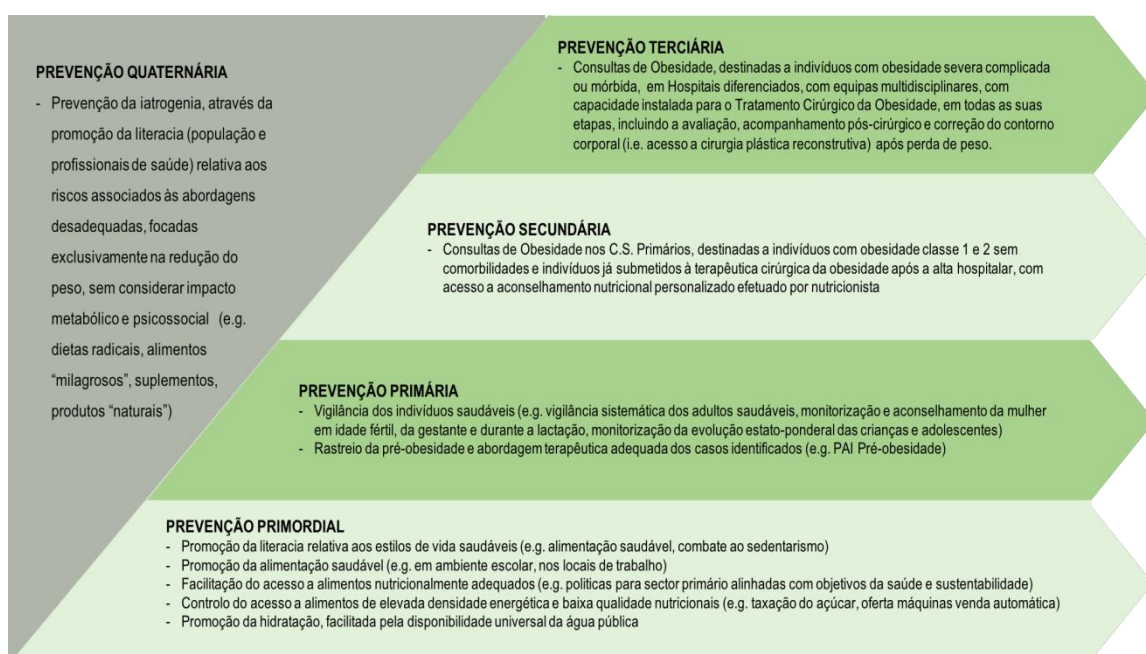 PREVENÇÃO QUATERNÁRIA
- Prevenção da iatrogenia, através da
promoção da literacia (população e
profissionais de saúde) relativa aos
riscos associados às abordagens
desadequadas, focadas
exclusivamente na redução do
peso, sem considerar impacto
metabólico e psicossocial (e.g.
dietas radicais, alimentos
“milagrosos”, suplementos,
produtos “naturais”)
PREVENÇÃO TERCIÁRIA
- Consultas de Obesidade, destinadas a indivíduos com obesidade severa complicada
ou mórbida, em Hospitais diferenciados, com equipas multidisciplinares, com
capacidade instalada para o Tratamento Cirúrgico da Obesidade, em todas as suas
etapas, incluindo a avaliação, acompanhamento pós-cirúrgico e correção do contorno
corporal (i.e. acesso a cirurgia plástica reconstrutiva) após perda de peso.
PREVENÇÃO SECUNDÁRIA
- Consultas de Obesidade nos C.S. Primários, destinadas a indivíduos com obesidade classe 1 e 2 sem
comorbilidades e indivíduos já submetidos à terapêutica cirúrgica da obesidade após a alta hospitalar, com
acesso a aconselhamento nutricional personalizado efetuado por nutricionista
PREVENÇÃO PRIMÁRIA
- Vigilância dos indivíduos saudáveis (e.g. vigilância sistemática dos adultos saudáveis, monitorização e aconselhamento da mulher
em idade fértil, da gestante e durante a lactação, monitorização da evolução estato-ponderal das crianças e adolescentes)
- Rastreio da pré-obesidade e abordagem terapêutica adequada dos casos identificados (e.g. PAI Pré-obesidade)
PREVENÇÃO PRIMORDIAL
- Promoção da literacia relativa aos estilos de vida saudáveis (e.g. alimentação saudável, combate ao sedentarismo)
- Promoção da alimentação saudável (e.g. em ambiente escolar, nos locais de trabalho)
- Facilitação do acesso a alimentos nutricionalmente adequados (e.g. politicas para sector primário alinhadas com objetivos da saúde e sustentabilidade)
- Controlo do acesso a alimentos de elevada densidade energética e baixa qualidade nutricionais (e.g. taxação do açúcar, oferta máquinas venda automática)
- Promoção da hidratação, facilitada pela disponibilidade universal da água pública